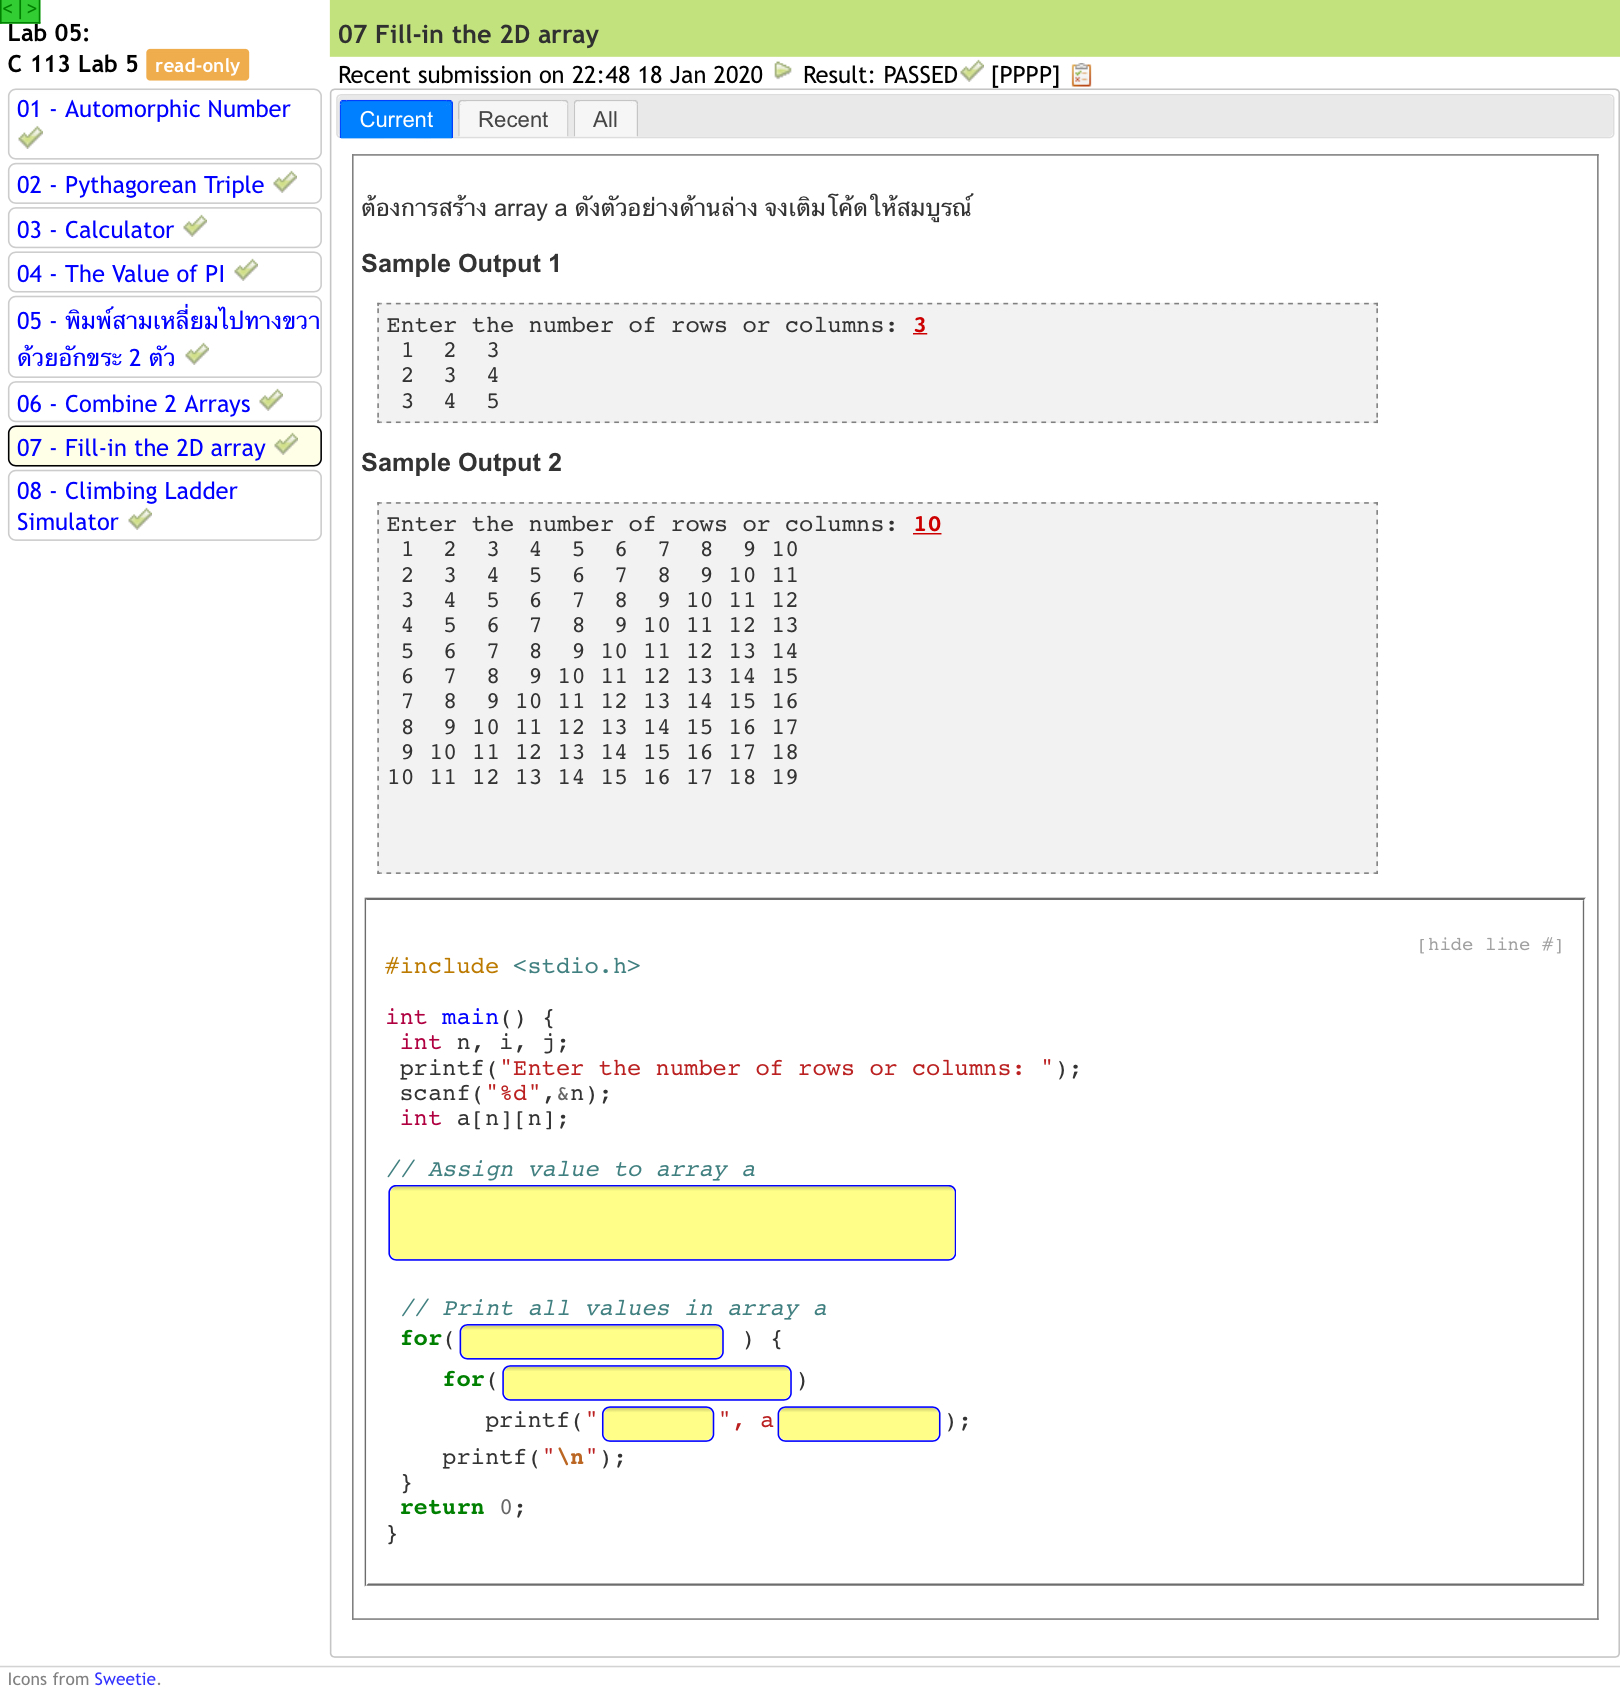 < | >
Lab 05:
C 113 Lab 5 read-only
01 - Automorphic Number
02 - Pythagorean Triple
03 - Calculator
04 - The Value of PI
05 - พิมพ์สามเหลี่ยมไปทางขวา
ด้วยอักขระ 2 ตัว
06 - Combine 2 Arrays
07 - Fill-in the 2D array
08 - Climbing Ladder
Simulator
07 Fill-in the 2D array
Recent submission on 22:48 18 Jan 2020 Result: PASSED [PPPP]
Current Recent All
ต้องการสร้าง array a ดังตัวอย่างด้านล่าง จงเติมโค้ดให้สมบูรณ์
Sample Output 1
Enter the number of rows or columns: 3
1 2 3
2 3 4
3 4 5
Sample Output 2
Enter the number of rows or columns: 10
1 2 3 4 5 6 7 8 9 10
2 3 4 5 6 7 8 9 10 11
3 4 5 6 7 8 9 10 11 12
4 5 6 7 8 9 10 11 12 13
5 6 7 8 9 10 11 12 13 14
6 7 8 9 10 11 12 13 14 15
7 8 9 10 11 12 13 14 15 16
8 9 10 11 12 13 14 15 16 17
9 10 11 12 13 14 15 16 17 18
10 11 12 13 14 15 16 17 18 19
[hide line #]
#include <stdio.h>
int main() {
int n, i, j;
printf("Enter the number of rows or columns: ");
scanf("%d",&n);
int a[n][n];
// Assign value to array a
// Print all values in array a
for( ) {
for( )
printf(" ", a );
printf("\n");
}
return 0;
}
Icons from Sweetie.